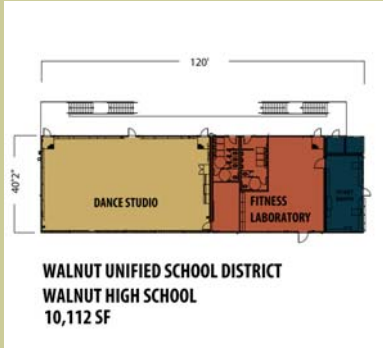 120'
40'2"
DANCE STUDIO
FITNESS
LABORATORY
WALNUT UNIFIED SCHOOL DISTRICT
WALNUT HIGH SCHOOL
10,112 SF